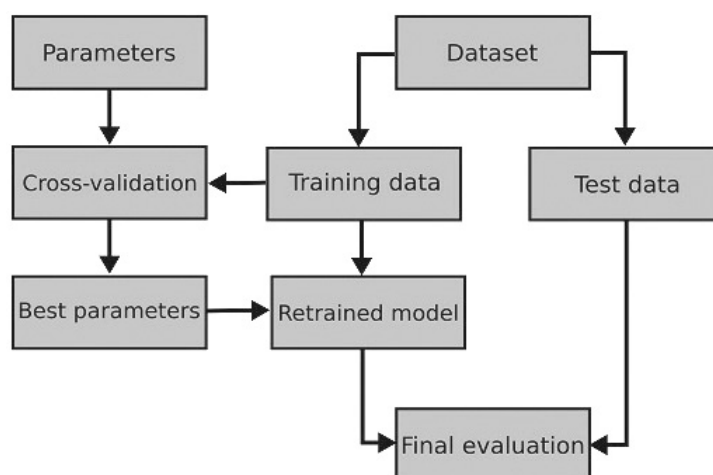 Parameters
Dataset
Cross-validation
Training data
Test data
Best parameters
Retrained model
Final evaluation